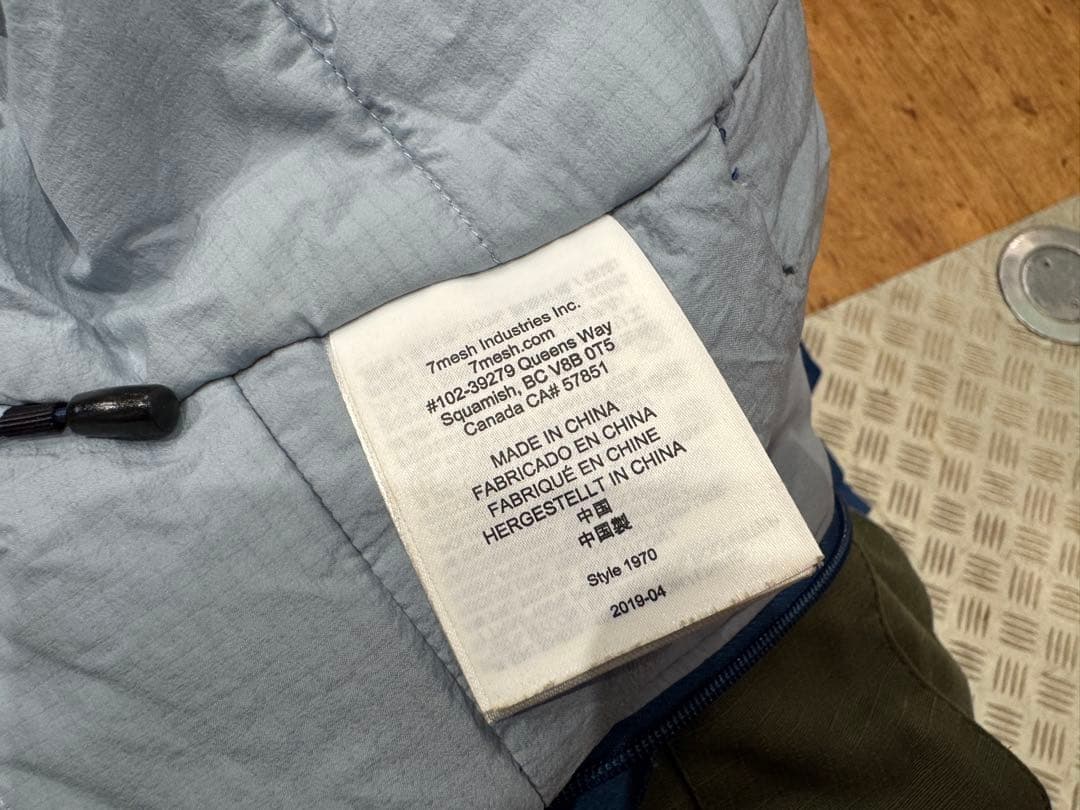 7mesh Industries Inc.
7mesh.com
#102-39279 Queens Way
Squamish, BC V8B 0T5
Canada CA# 57851
MADE IN CHINA
FABRICADO EN CHINA
FABRIQUÉ EN CHINE
HERGESTELLT IN CHINA
中国
中国製
Style 1970
2019-04